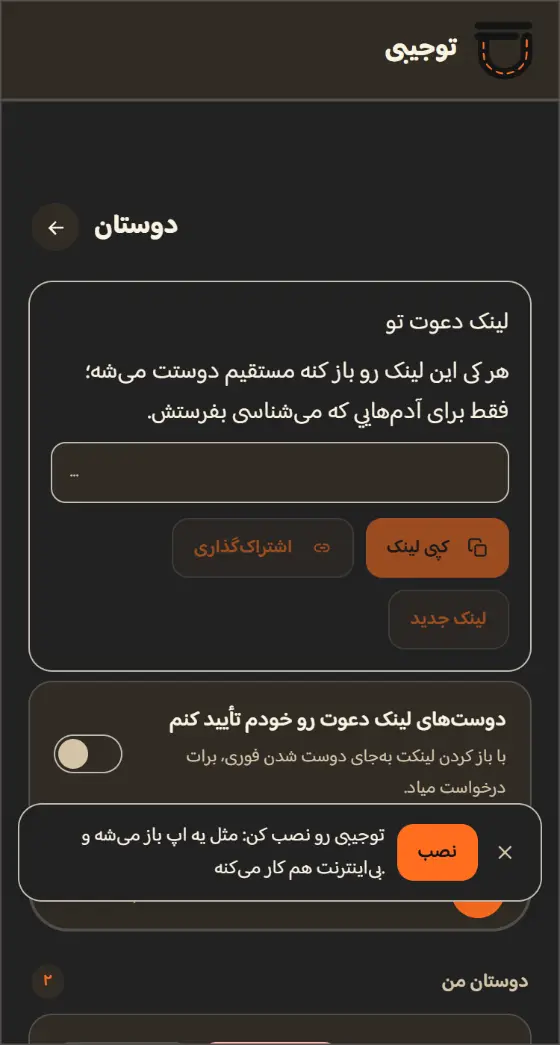 توجیبی
دوستان
لینک دعوت تو
هر کی این لینک رو باز کنه مستقیم دوستت می‌شه؛
فقط برای آدم‌هایي که می‌شناسی بفرستش.
…
کپی لینک
اشتراک‌گذاری
لینک جدید
دوست‌های لینک دعوت رو خودم تأیید کنم
با باز کردن لینکت به‌جای دوست شدن فوری، برات
درخواست میاد.
توجیبی رو نصب کن: مثل یه اپ باز می‌شه و
بی‌اینترنت هم کار می‌کنه.
نصب
دوستان من
۲